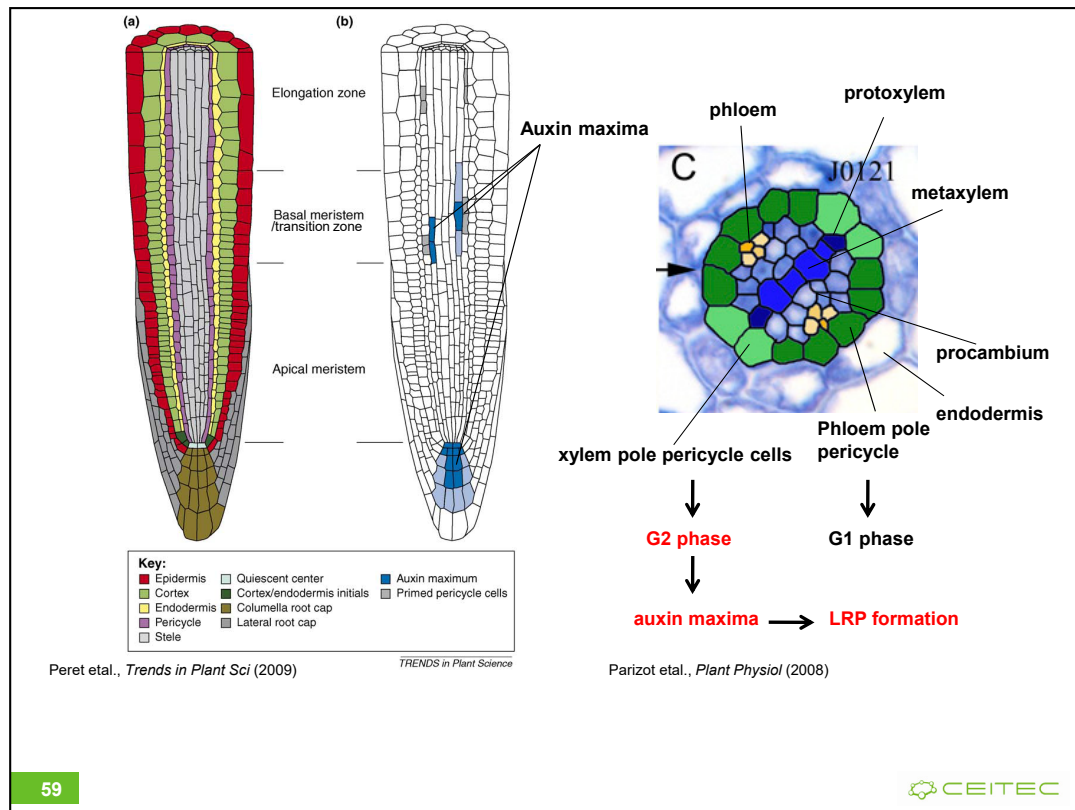 (a)
(b)
Elongation zone
Basal meristem
/transition zone
Apical meristem
Auxin maxima
Key:
Epidermis
Cortex
Endodermis
Pericycle
Stele
Quiescent center
Cortex/endodermis initials
Columella root cap
Lateral root cap
Auxin maximum
Primed pericycle cells
TRENDS in Plant Science
Peret etal., Trends in Plant Sci (2009)
phloem
protoxylem
C
J0121
metaxylem
procambium
endodermis
Phloem pole
pericycle
xylem pole pericycle cells
G2 phase
G1 phase
auxin maxima
LRP formation
Parizot etal., Plant Physiol (2008)
59
CEITEC